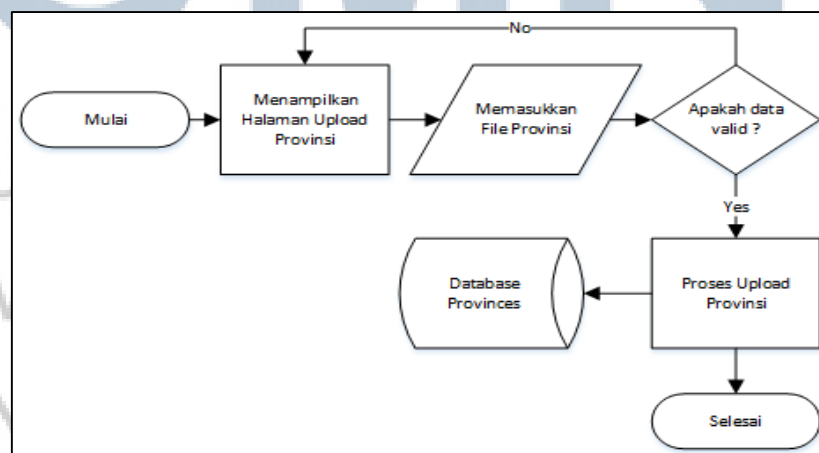 No
Mulai
Menampilkan
Halaman Upload
Provinsi
Memasukkan
File Provinsi
Apakah data
valid ?
Yes
Database
Provinces
Proses Upload
Provinsi
Selesai